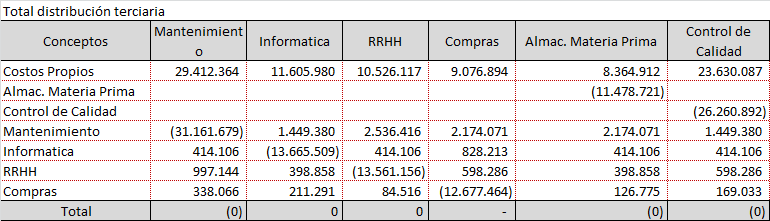 Total distribución terciaria
Conceptos Mantenimiento Informatica RRHH Compras Almac. Materia Prima Control de Calidad
Costos Propios 29.412.364 11.605.980 10.526.117 9.076.894 8.364.912 23.630.087
Almac. Materia Prima (11.478.721)
Control de Calidad (26.260.892)
Mantenimiento (31.161.679) 1.449.380 2.536.416 2.174.071 2.174.071 1.449.380
Informatica 414.106 (13.665.509) 414.106 828.213 414.106 414.106
RRHH 997.144 398.858 (13.561.156) 598.286 398.858 598.286
Compras 338.066 211.291 84.516 (12.677.464) 126.775 169.033
Total (0) 0 0 - (0) (0)